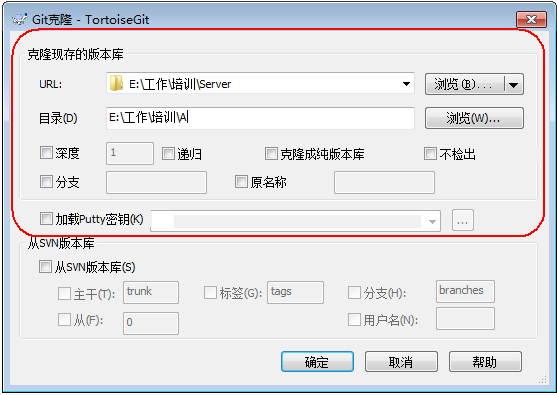 Git克隆 - TortoiseGit
克隆现存的版本库
URL: E:\工作\培训\Server 浏览(B)...
目录(D) E:\工作\培训\A 浏览(W)...
深度 1 递归 克隆成纯版本库 不检出
分支 原名称
加载Putty密钥(K) ...
从SVN版本库
从SVN版本库(S)
主干(T): trunk 标签(G): tags 分支(H): branches
从(F): 0 用户名(N):
确定 取消 帮助